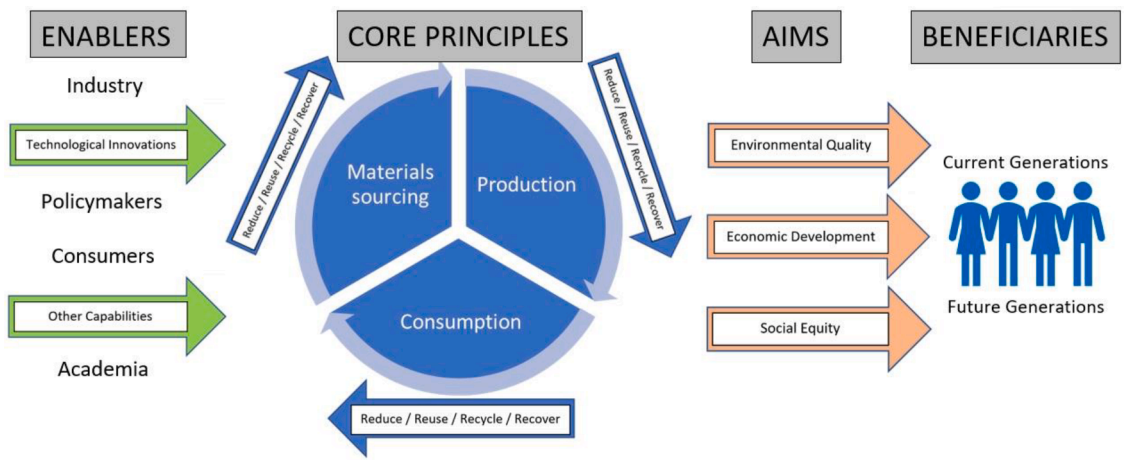 ENABLERS
Industry
Technological Innovations
Policymakers
Consumers
Other Capabilities
Academia
CORE PRINCIPLES
Reduce / Reuse / Recycle / Recover
Materials
sourcing
Production
Consumption
Reduce / Reuse / Recycle / Recover
Reduce / Reuse / Recycle / Recover
AIMS
Environmental Quality
Economic Development
Social Equity
BENEFICIARIES
Current Generations
Future Generations